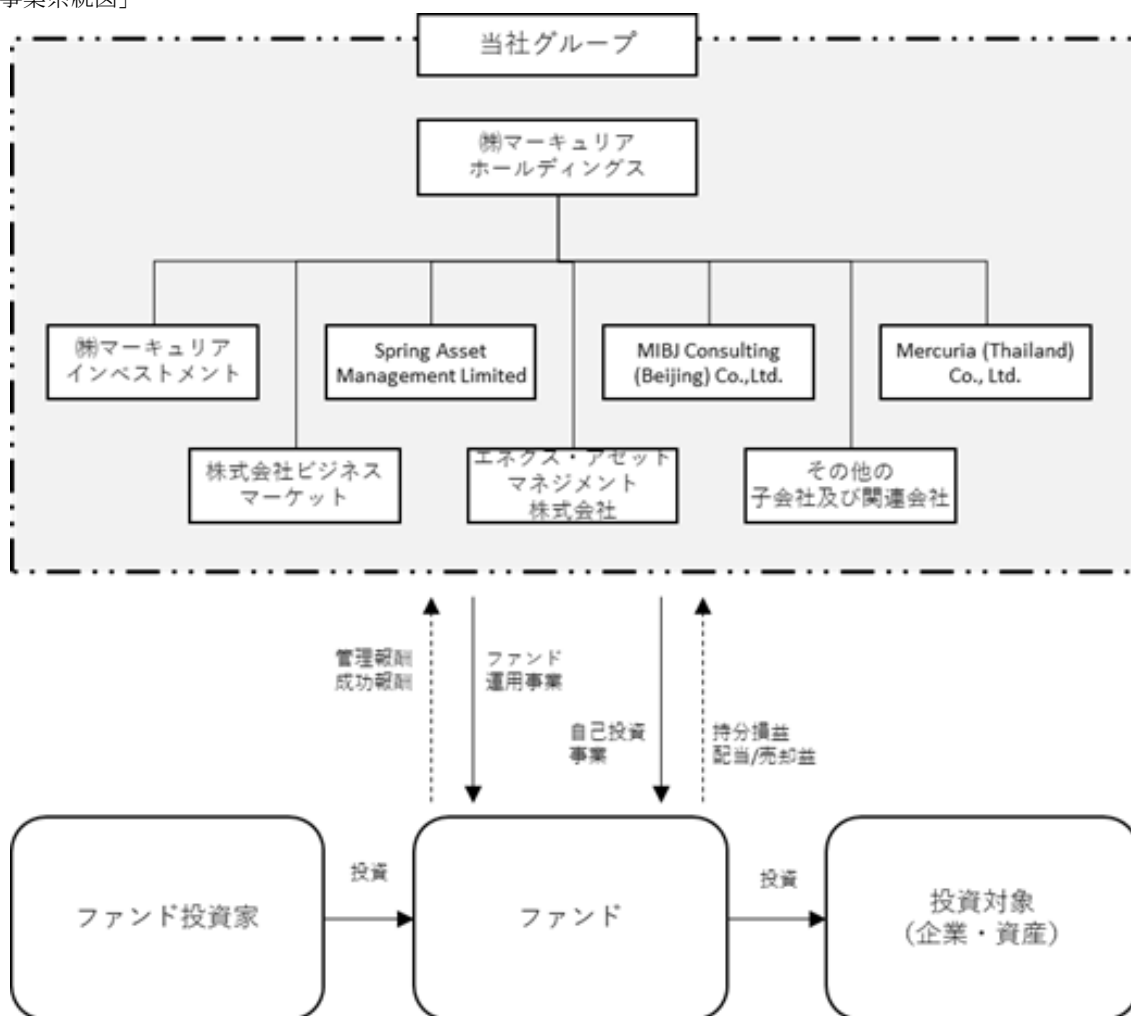 事業系統図」
当社グループ
㈱マーキュリア
ホールディングス
㈱マーキュリア
インベストメント
Spring Asset
Management Limited
MIBJ Consulting
(Beijing) Co.,Ltd.
Mercuria (Thailand)
Co., Ltd.
株式会社ビジネス
マーケット
エネクス・アセット
マネジメント
株式会社
その他の
子会社及び関連会社
管理報酬
成功報酬
ファンド
運用事業
自己投資
事業
持分損益
配当/売却益
ファンド投資家
投資
ファンド
投資
投資対象
(企業・資産)